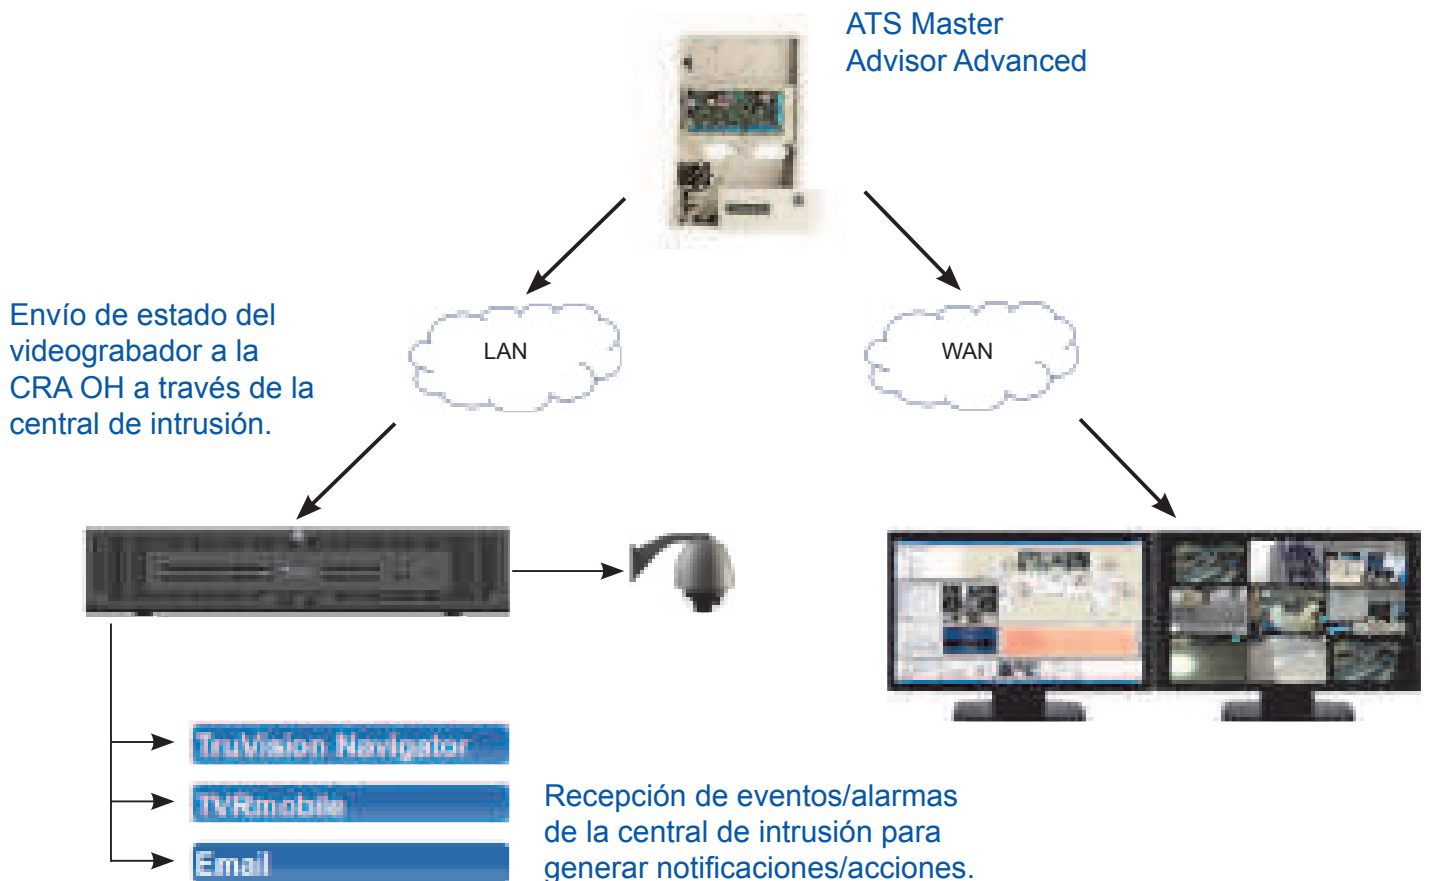 ATS Master
Advisor Advanced
Envío de estado del
videograbador a la
CRA OH a través de la
central de intrusión.
LAN
WAN
TruVision Navigator
TVRmobile
Email
Recepción de eventos/alarmas
de la central de intrusión para
generar notificaciones/acciones.